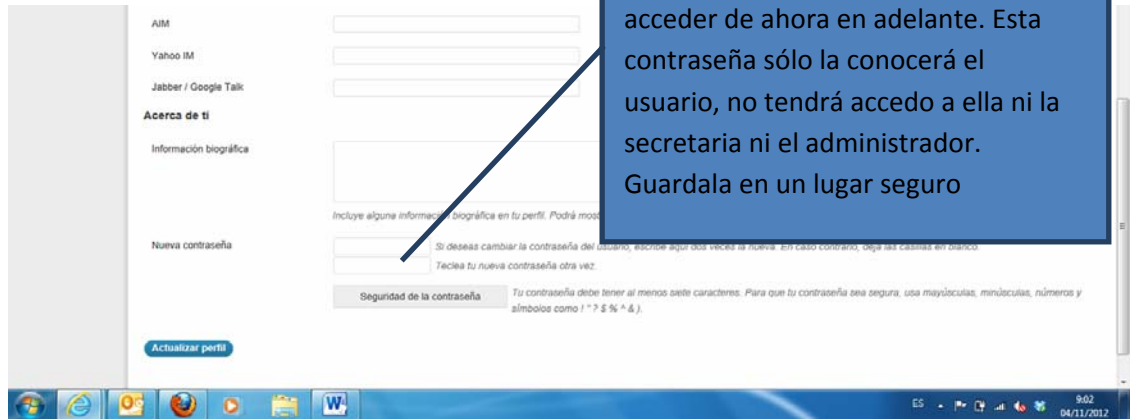 AIM
acceder de ahora en adelante. Esta
Yahoo IM
contraseña sólo la conocerá el
Jabber / Google Talk
usuario, no tendrá accedo a ella ni la
Acerca de ti
secretaria ni el administrador.
Información biográfica
Guardala en un lugar seguro
Incluye alguna información biográfica en tu perfil. Podrá
Nueva contraseña
Si deseas cambiar la contraseña del usuario, escribe aquí dos veces la nueva. En caso contrario, deja las casillas en blanco.
Teclea tu nueva contraseña otra vez.
Seguridad de la contraseña
Tu contraseña debe tener al menos siete caracteres. Para que tu contraseña sea segura, usa mayúsculas, minúsculas, números y
símbolos como ! " ? $ % ^ & ).
Actualizar perfil
ES
9:02
04/11/2012